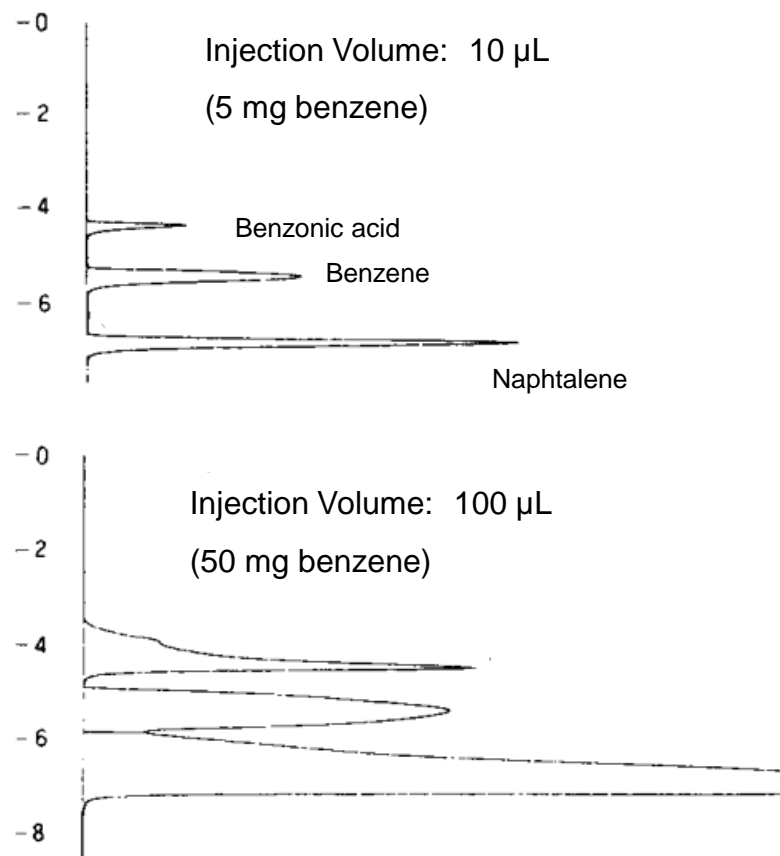 -0
Injection Volume: 10 µL
-2
(5 mg benzene)
-4
Benzonic acid
Benzene
-6
Naphtalene
-0
Injection Volume: 100 µL
-2
(50 mg benzene)
-4
-6
-8